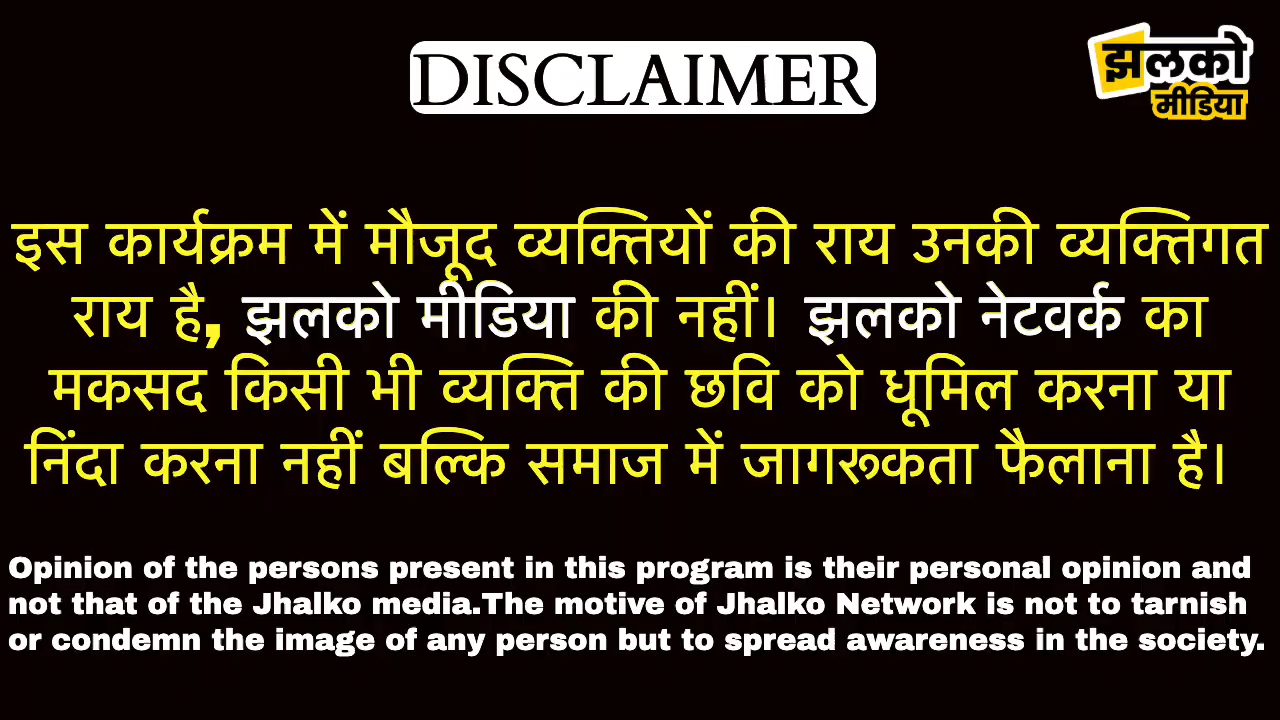 DISCLAIMER
झलको
मीडिया
इस कार्यक्रम में मौजूद व्यक्तियों की राय उनकी व्यक्तिगत
राय है, झलको मीडिया की नहीं। झलको नेटवर्क का
मकसद किसी भी व्यक्ति की छवि को धूमिल करना या
निंदा करना नहीं बल्कि समाज में जागरूकता फैलाना है।
Opinion of the persons present in this program is their personal opinion and
not that of the Jhalko media.The motive of Jhalko Network is not to tarnish
or condemn the image of any person but to spread awareness in the society.